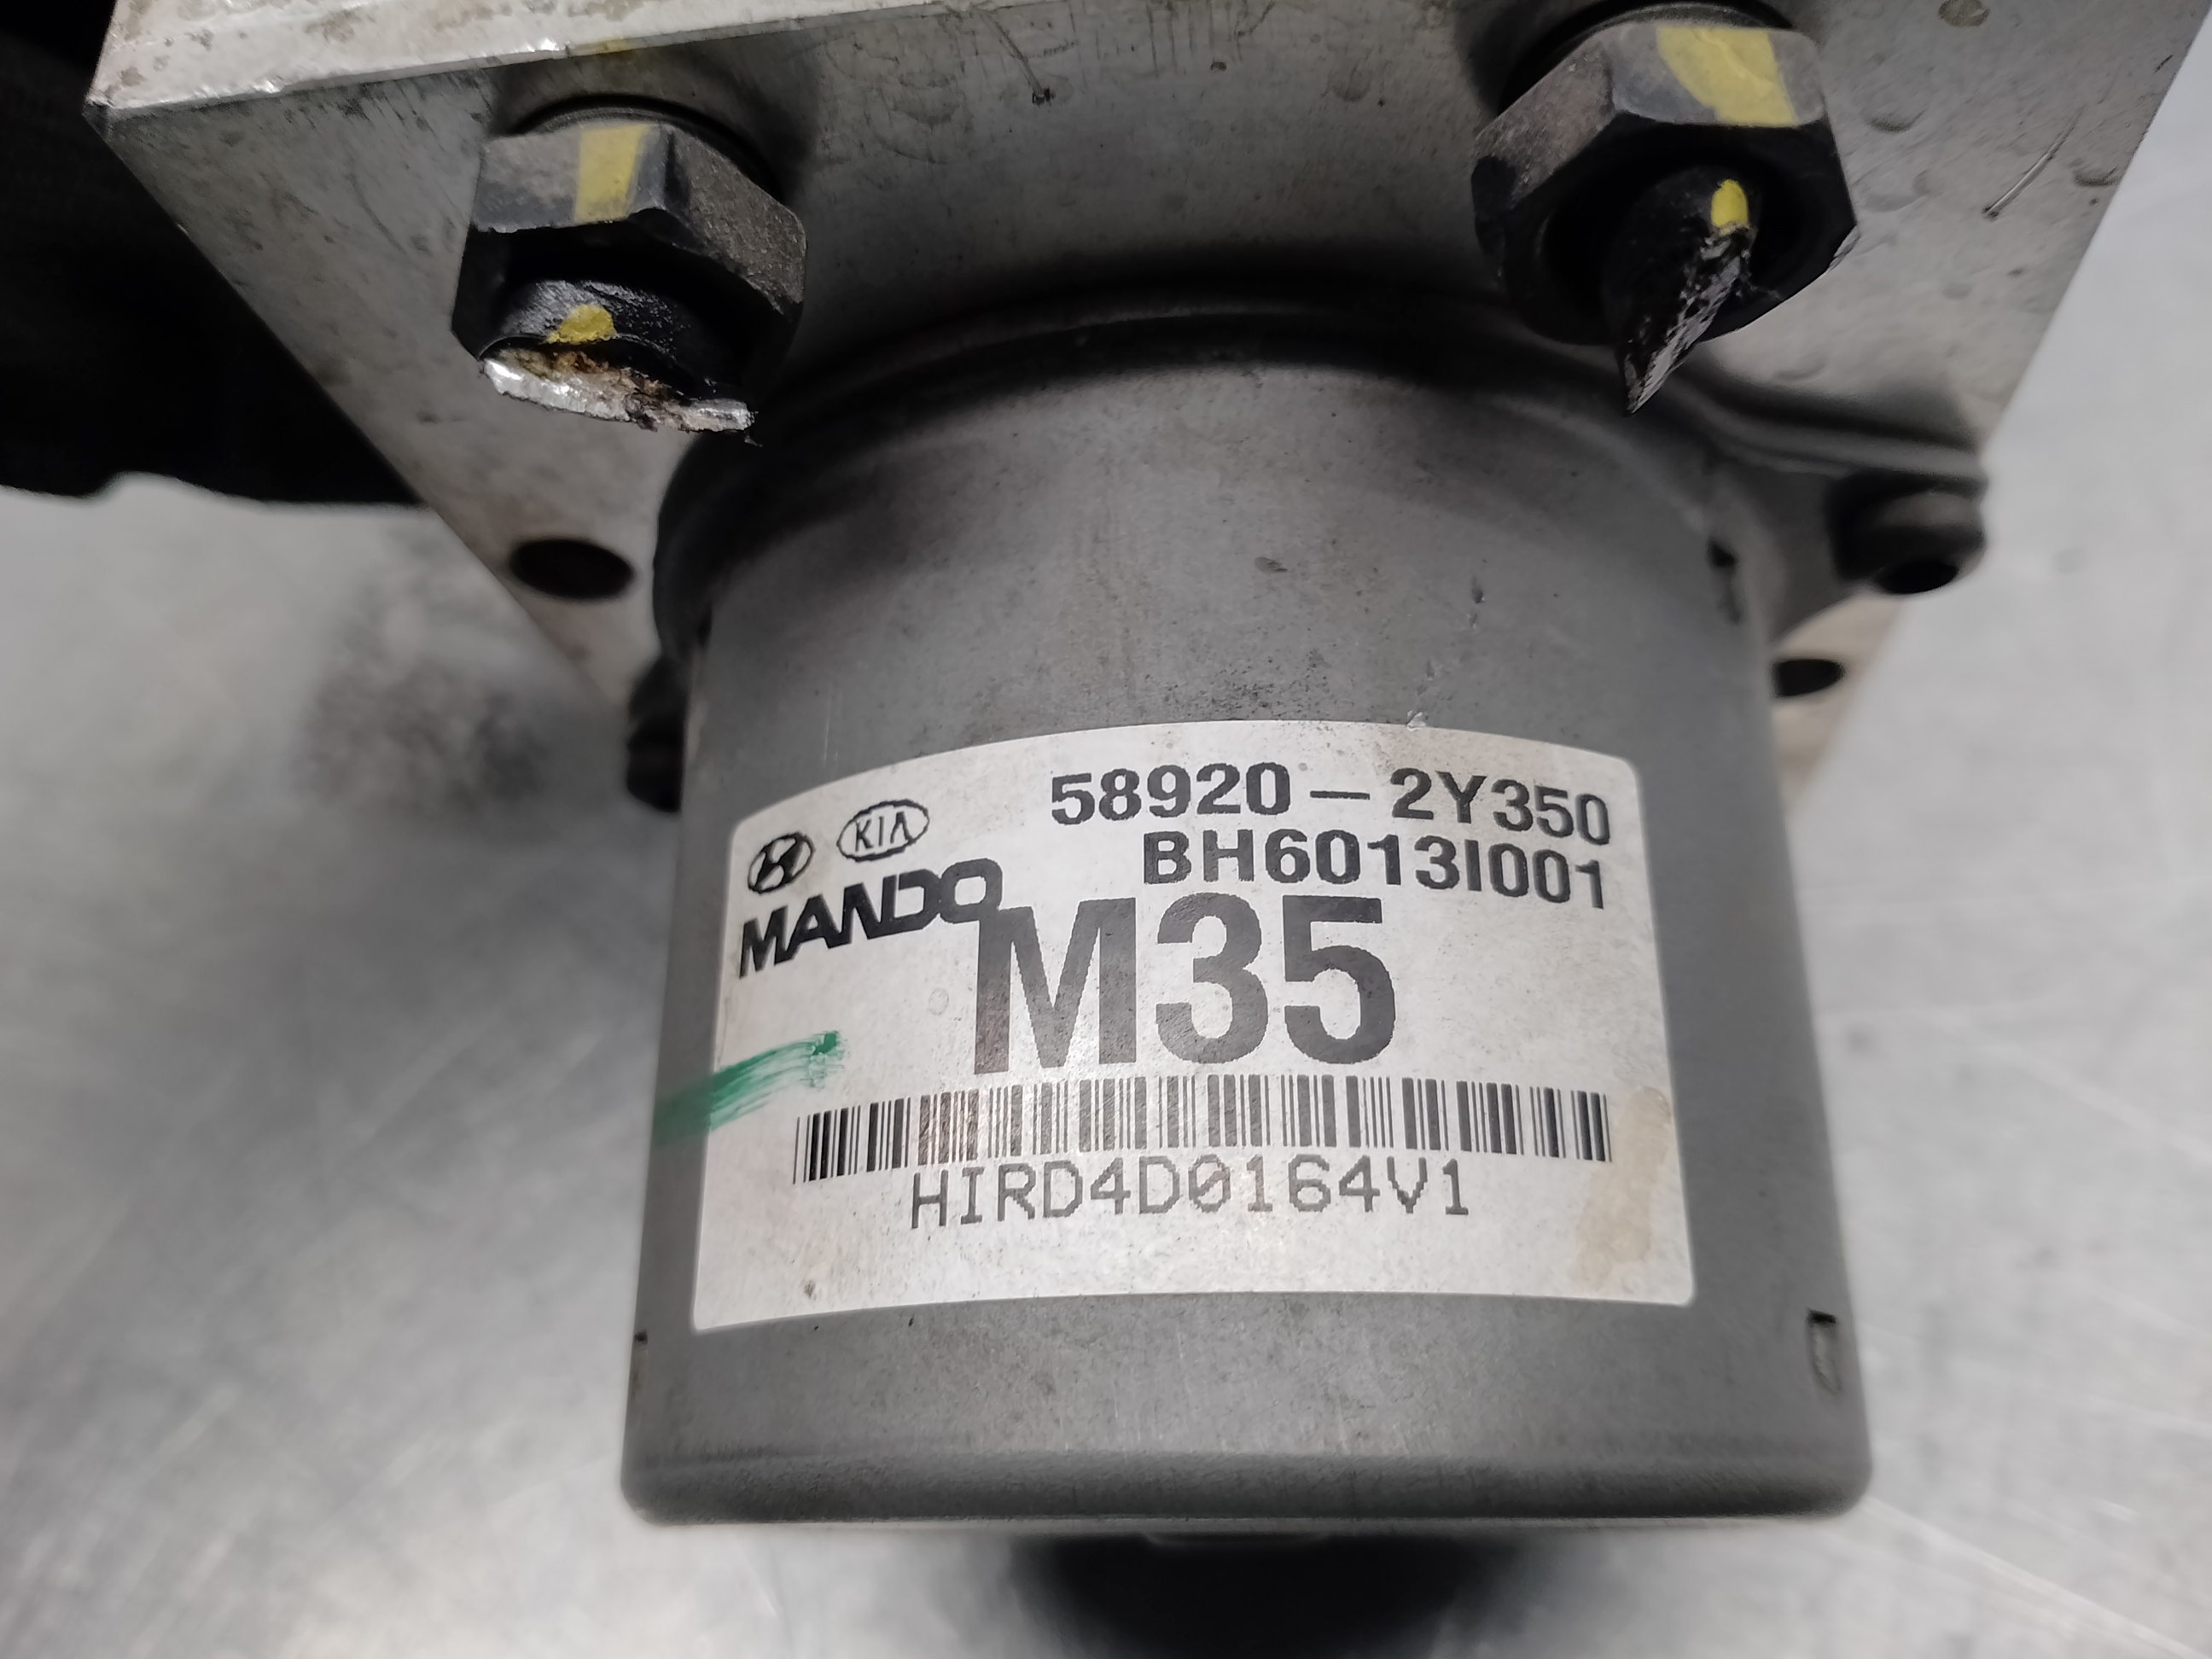 58920-2Y350
KIA
BH6013I001
MANDO
M35
HIRD4D0164V1